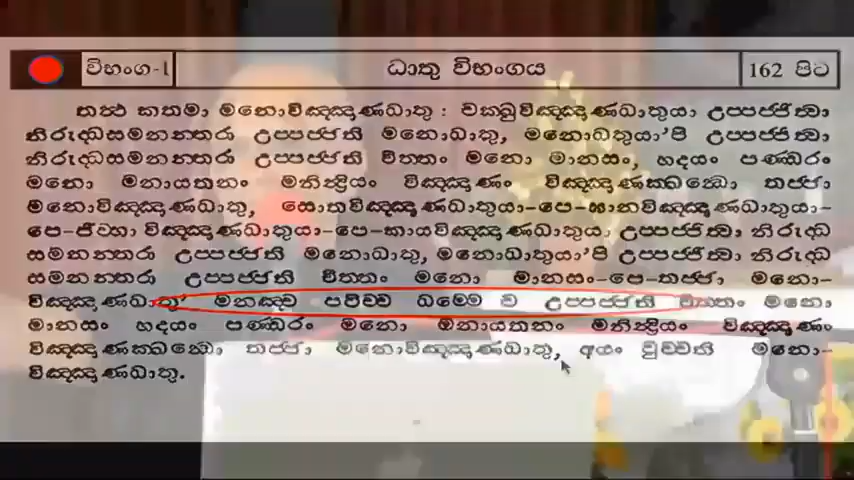 විභංග-1 ධාතු විභංගය 162 පිට
තත්‍ථ කතමා මනොවිඤ්ඤාණධාතු : චක්ඛුවිඤ්ඤාණධාතුයා උප්පජ්ජිත්‍වා
නිරුද්ධසමනන්තරා උප්පජ්ජති මනොධාතු, මනොධාතුයා’පි උප්පජ්ජිත්‍වා
නිරුද්ධසමනන්තරා උප්පජ්ජති චිත්තං මනො මානසං, හදයං පණ්ඩරං
මනො මනායතනං මනින්‍ද්‍රියං විඤ්ඤාණං විඤ්ඤාණක්ඛන්‍ධො තජ්ජා
මනොවිඤ්ඤාණධාතු, සොතවිඤ්ඤාණධාතුයා-පෙ-ඝානවිඤ්ඤාණධාතුයා-
පෙ-ජිව්හා විඤ්ඤාණධාතුයා-පෙ-කායවිඤ්ඤාණධාතුයා උප්පජ්ජිත්‍වා නිරුද්ධ
සමනන්තරා උප්පජ්ජති මනොධාතු, මනොධාතුයා’පි උප්පජ්ජිත්‍වා නිරුද්ධ
සමනන්තරා උප්පජ්ජති චිත්තං මනො මානසං-පෙ-තජ්ජා මනො-
විඤ්ඤාණධාතු’ මනඤ්ච පටිච්ච ධම්මෙ ච උප්පජ්ජති චිත්තං මනො
මානසං හදයං පණ්ඩරං මනො මනායතනං මනින්‍ද්‍රියං විඤ්ඤාණං
විඤ්ඤාණක්ඛන්‍ධො තජ්ජා මනොවිඤ්ඤාණධාතු, අයං වුච්චති මනො-
විඤ්ඤාණධාතු.